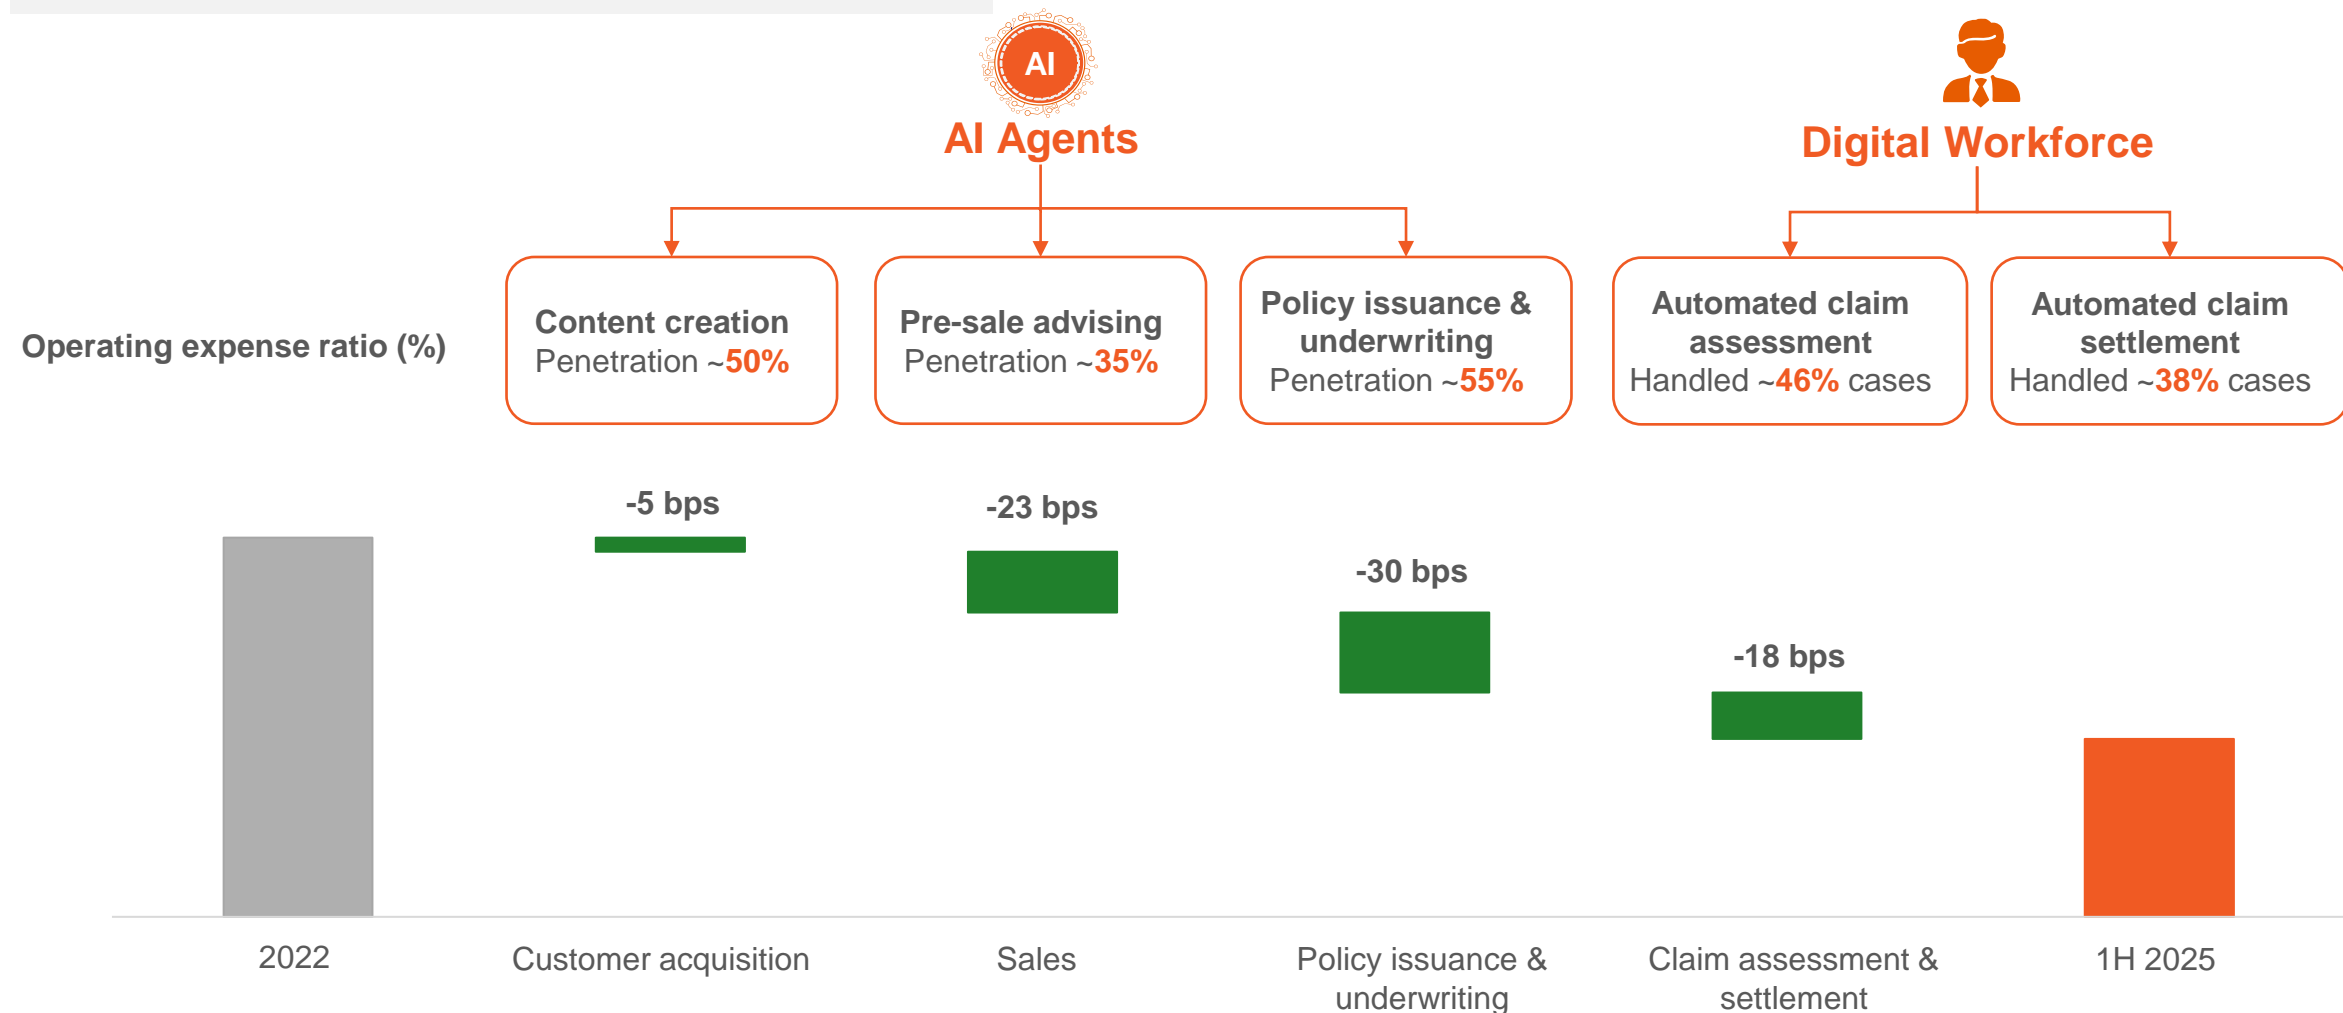 AI
AI Agents
Digital Workforce
Operating expense ratio (%)
Content creation
Penetration ~50%
Pre-sale advising
Penetration ~35%
Policy issuance &
underwriting
Penetration ~55%
Automated claim
assessment
Handled ~46% cases
Automated claim
settlement
Handled ~38% cases
-5 bps
-23 bps
-30 bps
-18 bps
2022
Customer acquisition
Sales
Policy issuance &
underwriting
Claim assessment &
settlement
1H 2025